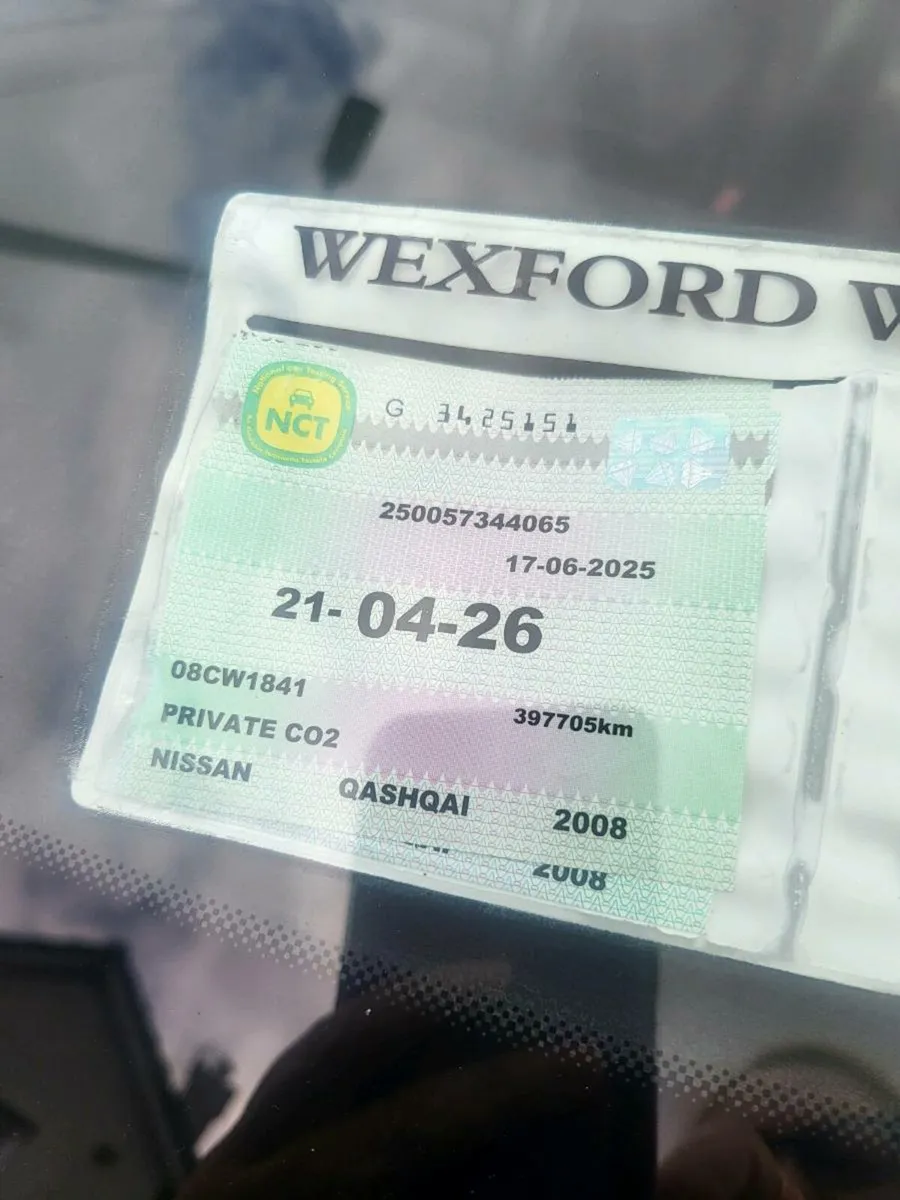 WEXFORD W
NCT
G 3425151
250057344065
17-06-2025
21-04-26
08CW1841
397705km
PRIVATE CO2
NISSAN QASHQAI 2008
2008